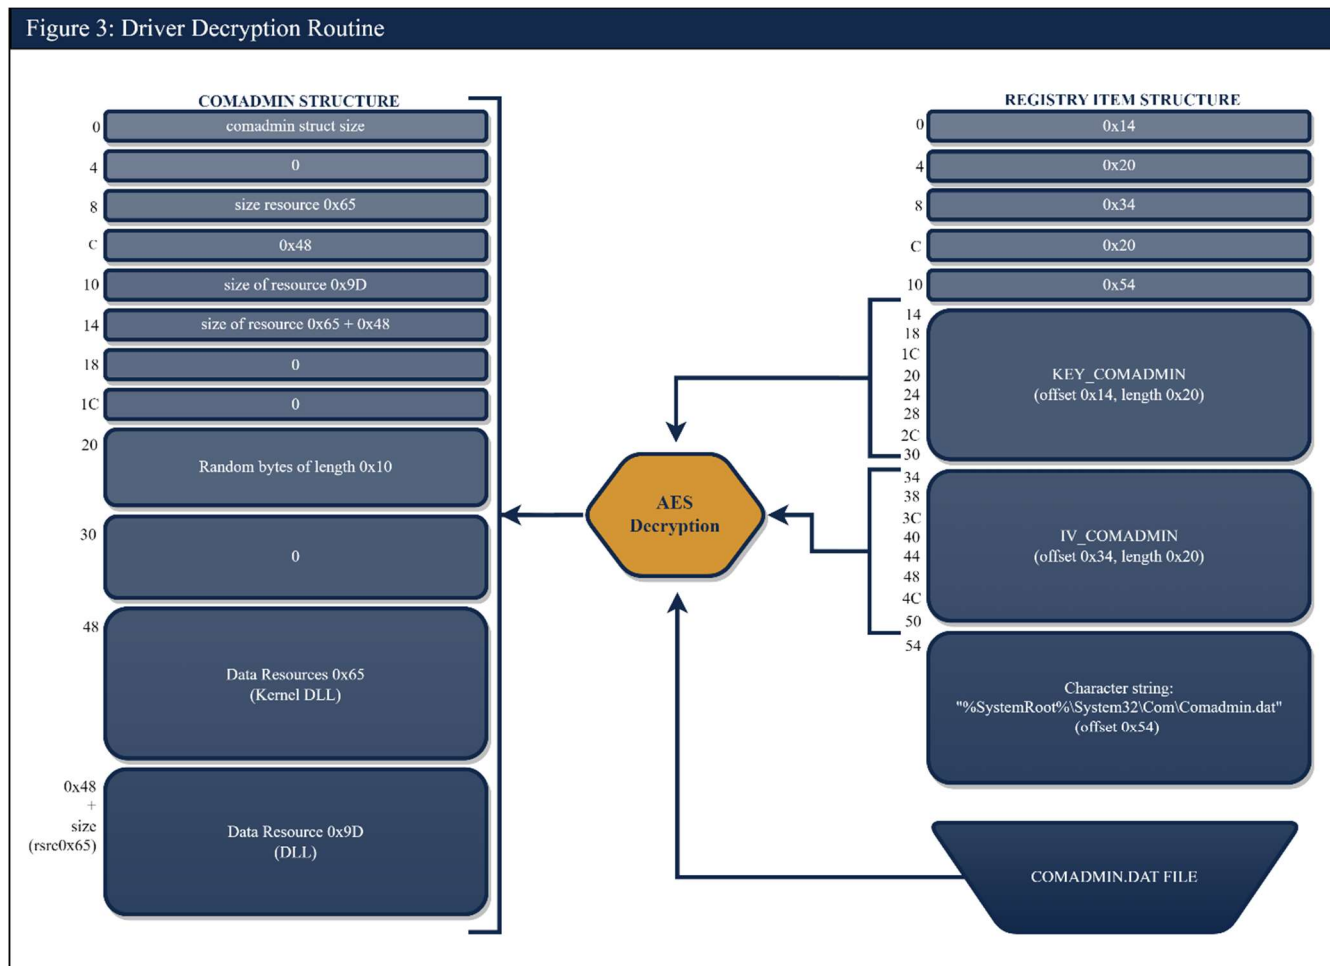 Figure 3: Driver Decryption Routine
COMADMIN STRUCTURE
0
comadmin struct size
4
0
8
size resource 0x65
C
0x48
10
size of resource 0x9D
14
size of resource 0x65 + 0x48
18
0
1C
0
20
Random bytes of length 0x10
30
0
48
Data Resources 0x65
(Kernel DLL)
0x48
+
size
(rsrc0x65)
Data Resource 0x9D
(DLL)
AES
Decryption
REGISTRY ITEM STRUCTURE
0
0x14
4
0x20
8
0x34
C
0x20
10
0x54
14
18
1C
20
24
28
2C
30
KEY_COMADMIN
(offset 0x14, length 0x20)
34
38
3C
40
44
48
4C
50
IV_COMADMIN
(offset 0x34, length 0x20)
54
Character string:
"%SystemRoot%\System32\Com\Comadmin.dat"
(offset 0x54)
COMADMIN.DAT FILE